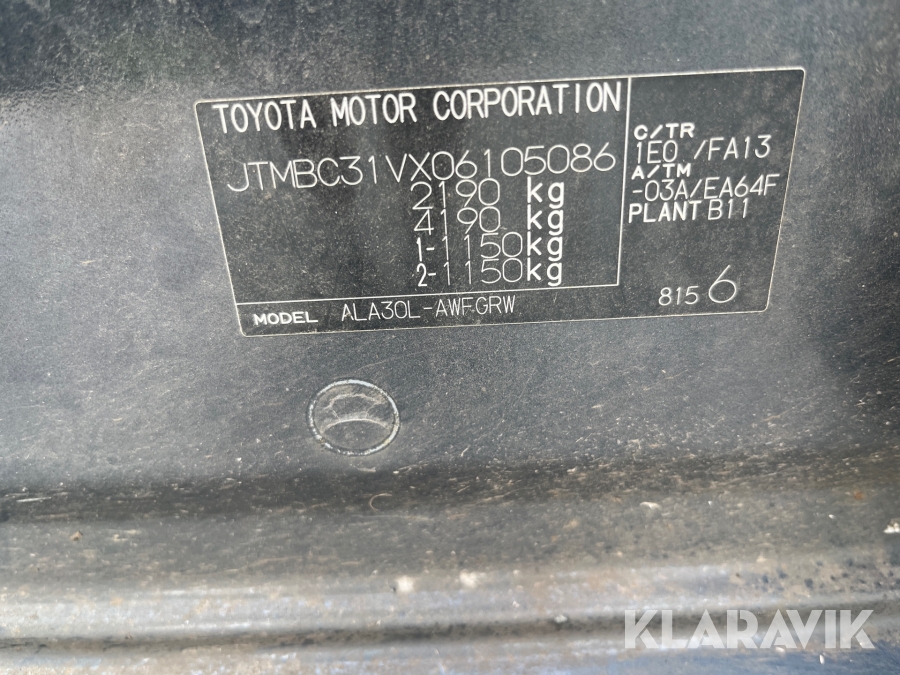 TOYOTA MOTOR CORPORATION
JTMBC31VX06105086
2190 kg
4190 kg
1-1150kg
2-1150kg
C/TR
1E0 /FA13
A/TM
-03A/EA64F
PLANT B11
MODEL ALA30L-AWFGRW
815 6
KLARAVIK